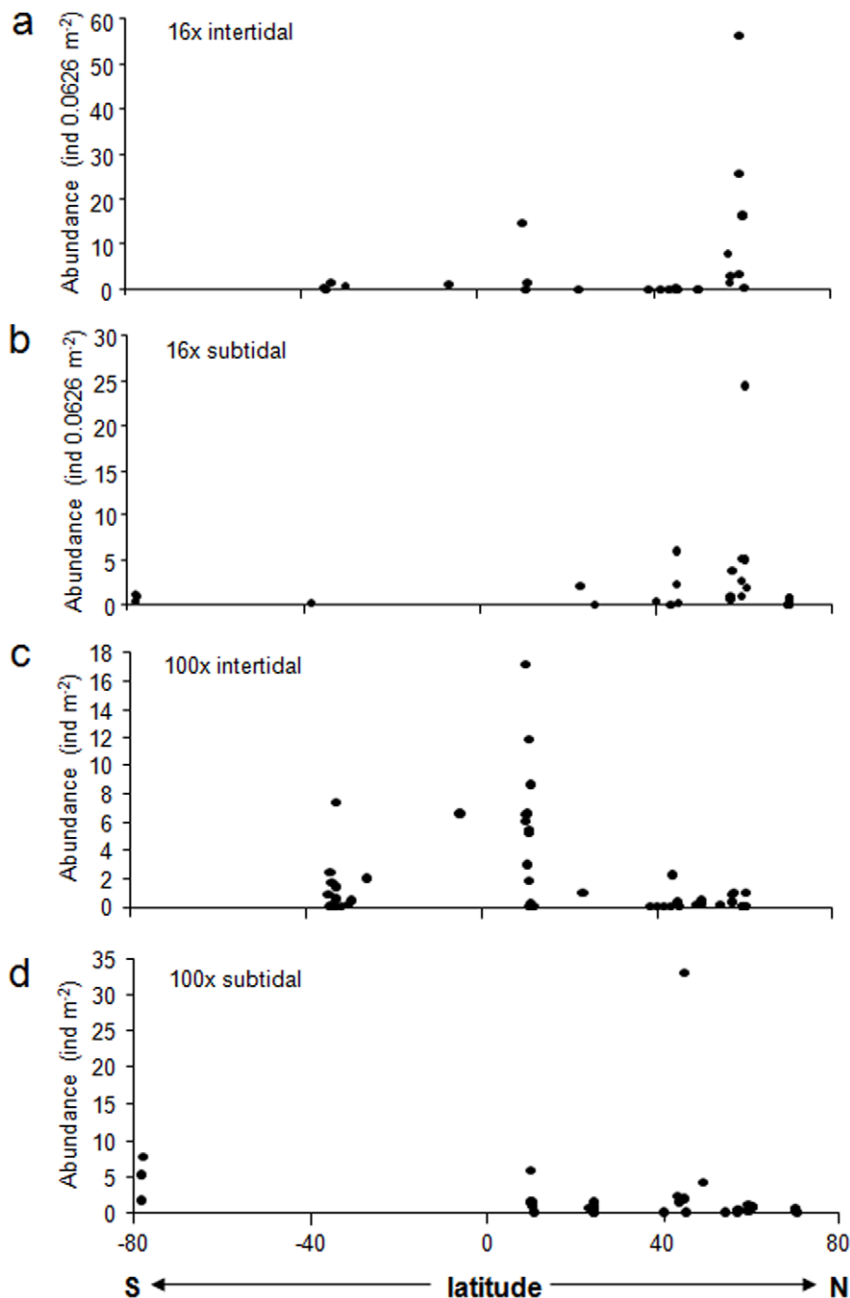 a
16x intertidal
Abundance (ind 0.0626 m-2)
60
50
40
30
20
10
0
b
16x subtidal
Abundance (ind 0.0626 m-2)
30
25
20
15
10
5
0
c
100x intertidal
Abundance (ind m-2)
18
16
14
12
10
8
6
4
2
0
d
100x subtidal
Abundance (ind m-2)
35
30
25
20
15
10
5
0
-80 -40 0 40 80
S latitude N